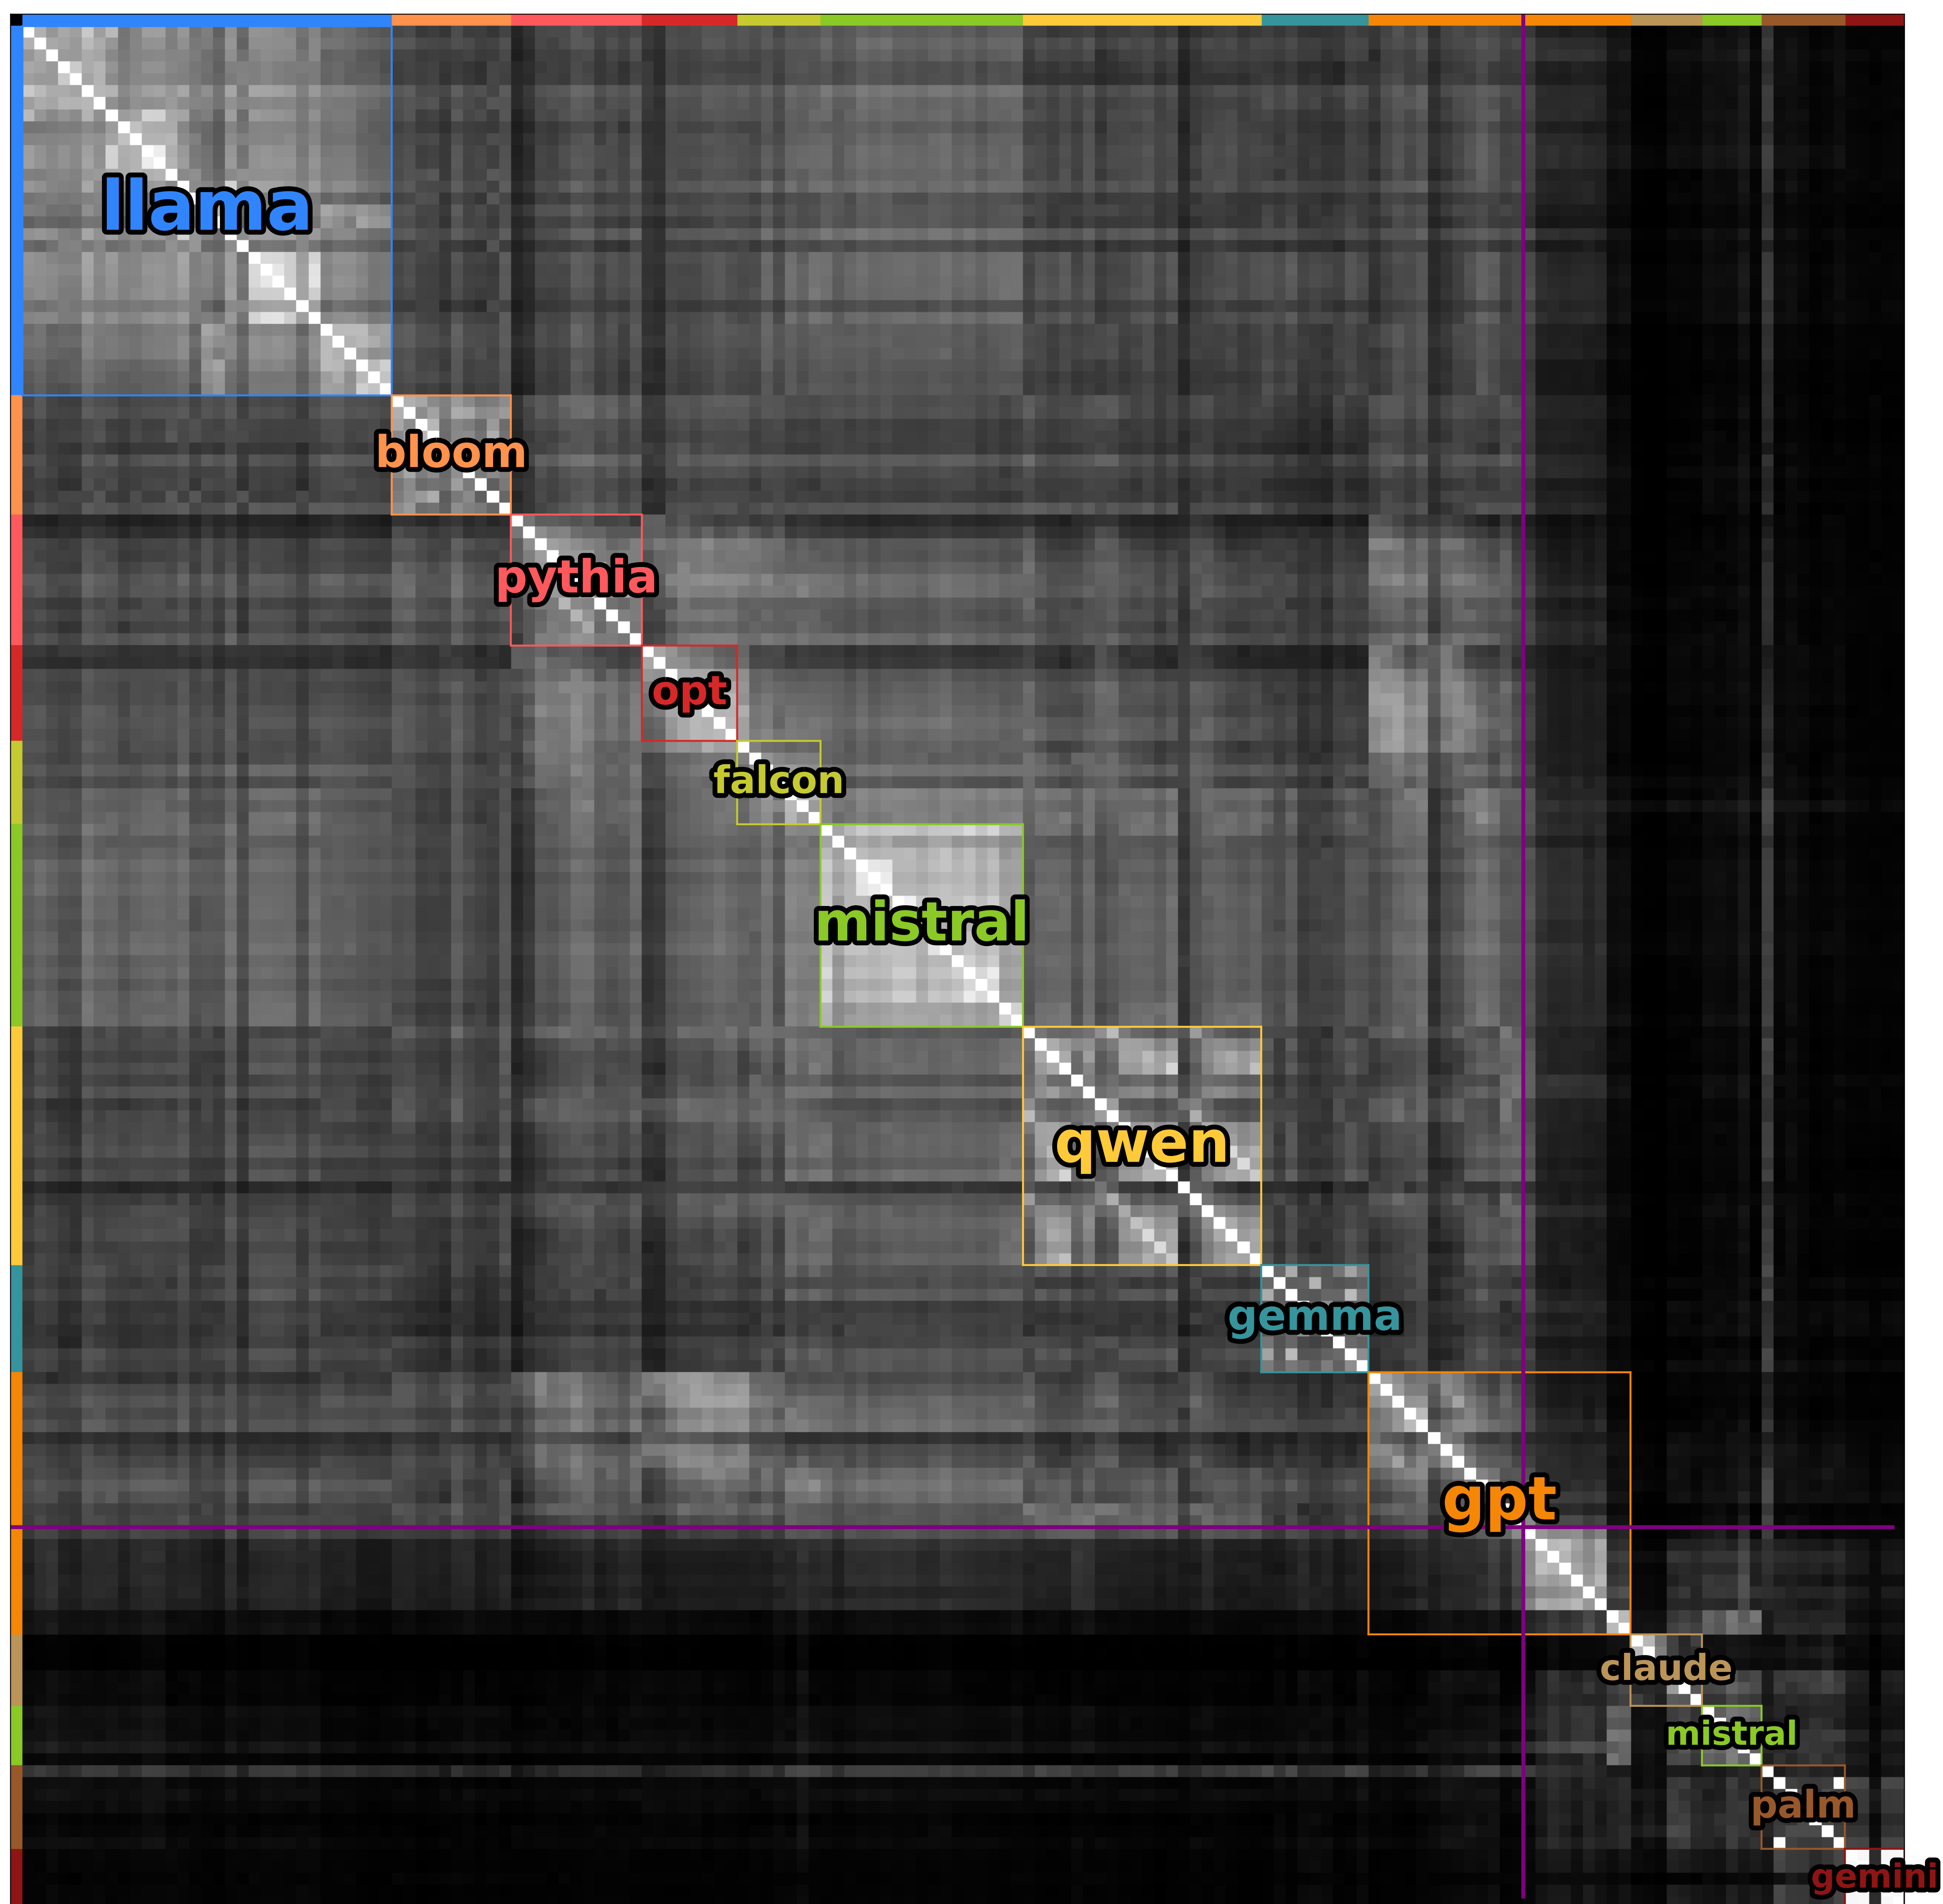 llama
bloom
pythia
opt
falcon
mistral
qwen
gemma
gpt
claude
mistral
palm
gemini